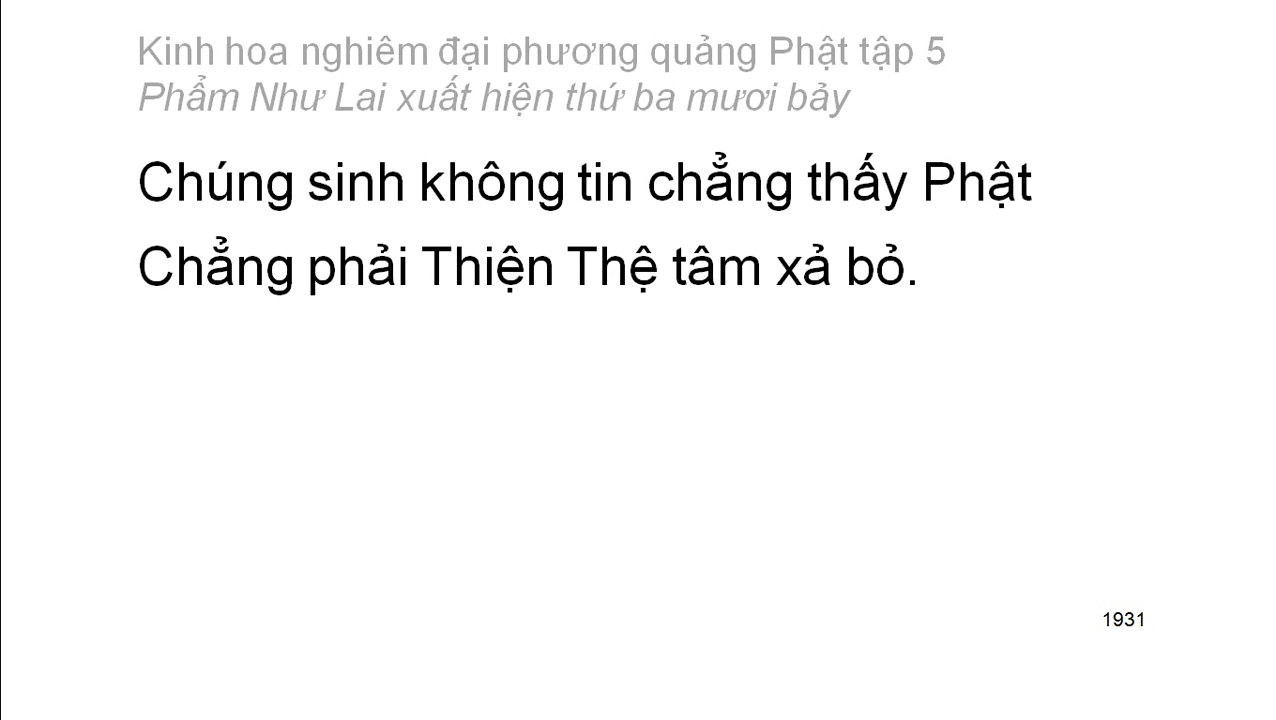 Kinh hoa nghiêm đại phương quảng Phật tập 5
Phẩm Như Lai xuất hiện thứ ba mươi bảy
Chúng sinh không tin chẳng thấy Phật
Chẳng phải Thiện Thệ tâm xả bỏ.
1931